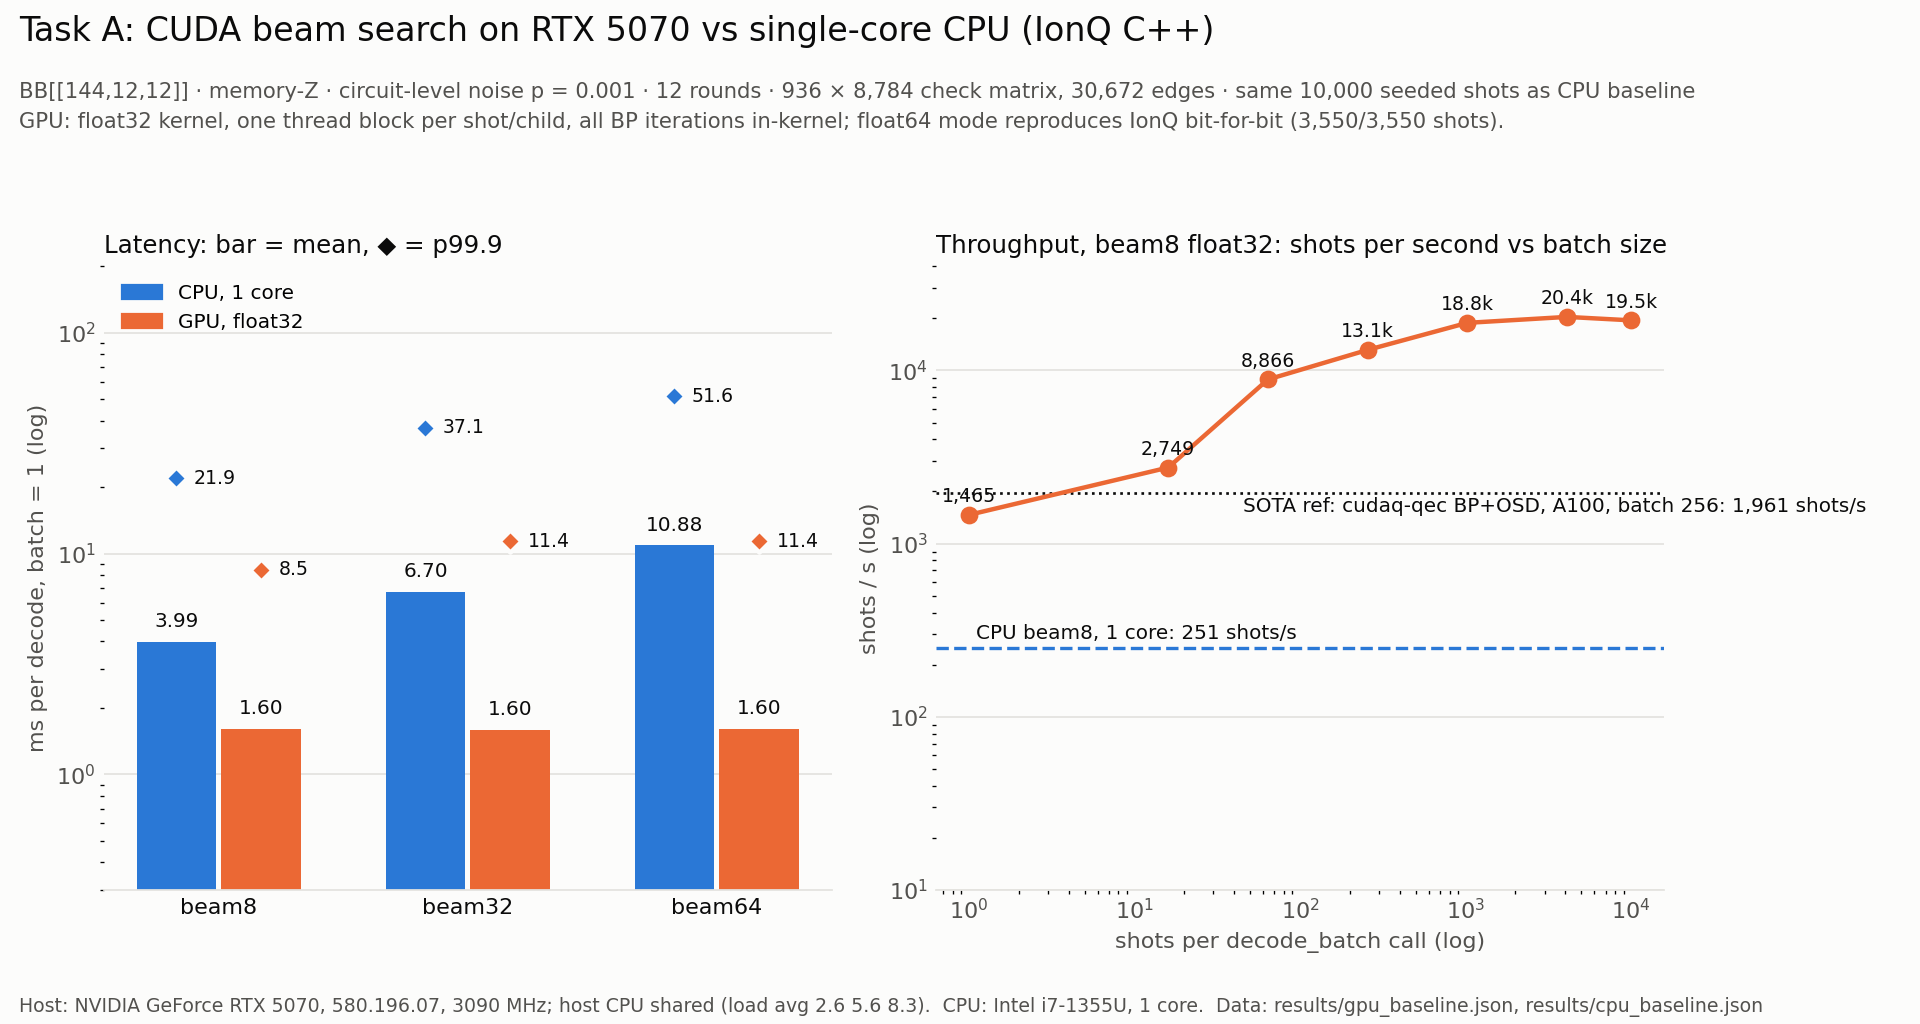 Task A: CUDA beam search on RTX 5070 vs single-core CPU (IonQ C++)
BB[[144,12,12]] · memory-Z · circuit-level noise p = 0.001 · 12 rounds · 936 × 8,784 check matrix, 30,672 edges · same 10,000 seeded shots as CPU baseline
GPU: float32 kernel, one thread block per shot/child, all BP iterations in-kernel; float64 mode reproduces IonQ bit-for-bit (3,550/3,550 shots).
Latency: bar = mean, ◆ = p99.9
CPU, 1 core
GPU, float32
ms per decode, batch = 1 (log)
10²
10¹
10⁰
51.6
37.1
21.9
11.4
11.4
8.5
10.88
6.70
3.99
1.60
1.60
1.60
beam8
beam32
beam64
Throughput, beam8 float32: shots per second vs batch size
shots / s (log)
10⁴
10³
10²
10¹
1,465
2,749
8,866
13.1k
18.8k
20.4k
19.5k
SOTA ref: cudaq-qec BP+OSD, A100, batch 256: 1,961 shots/s
CPU beam8, 1 core: 251 shots/s
10⁰
10¹
10²
10³
10⁴
shots per decode_batch call (log)
Host: NVIDIA GeForce RTX 5070, 580.196.07, 3090 MHz; host CPU shared (load avg 2.6 5.6 8.3).  CPU: Intel i7-1355U, 1 core.  Data: results/gpu_baseline.json, results/cpu_baseline.json